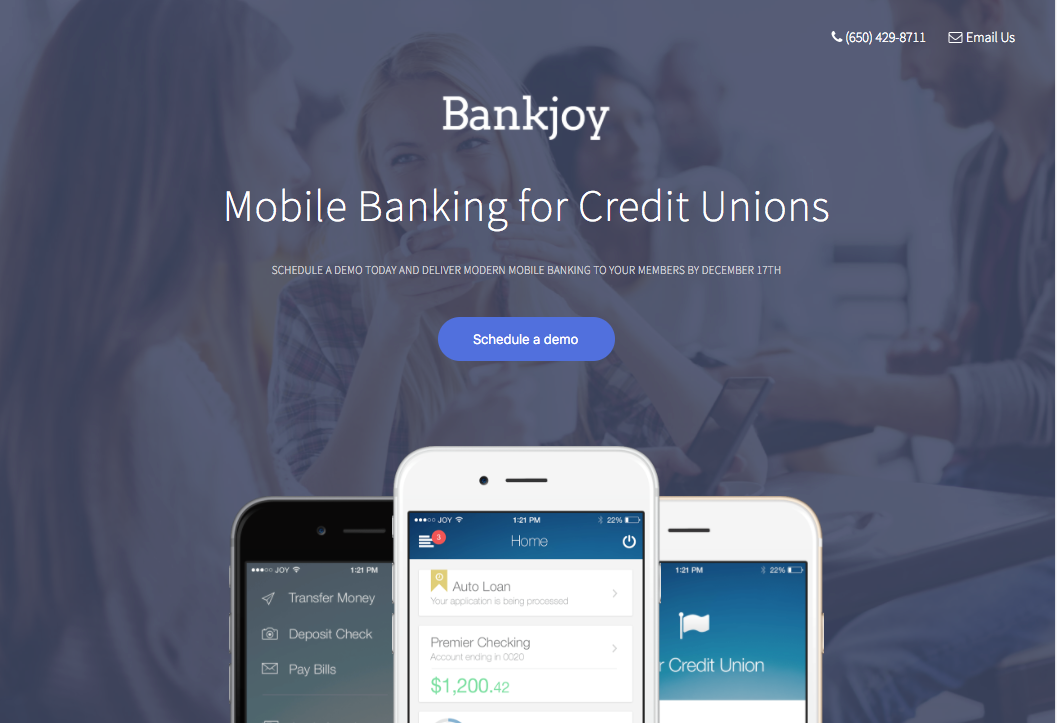 (650) 429-8711 Email Us
Bankjoy
Mobile Banking for Credit Unions
SCHEDULE A DEMO TODAY AND DELIVER MODERN MOBILE BANKING TO YOUR MEMBERS BY DECEMBER 17TH
Schedule a demo
JOY 1:21 PM 22%
3
Home
Auto Loan
Your application is being processed
Premier Checking
Account ending in 0020
$1,200.42
JOY 1:21 PM
Transfer Money
Deposit Check
Pay Bills
1:21 PM 22%
r Credit Union